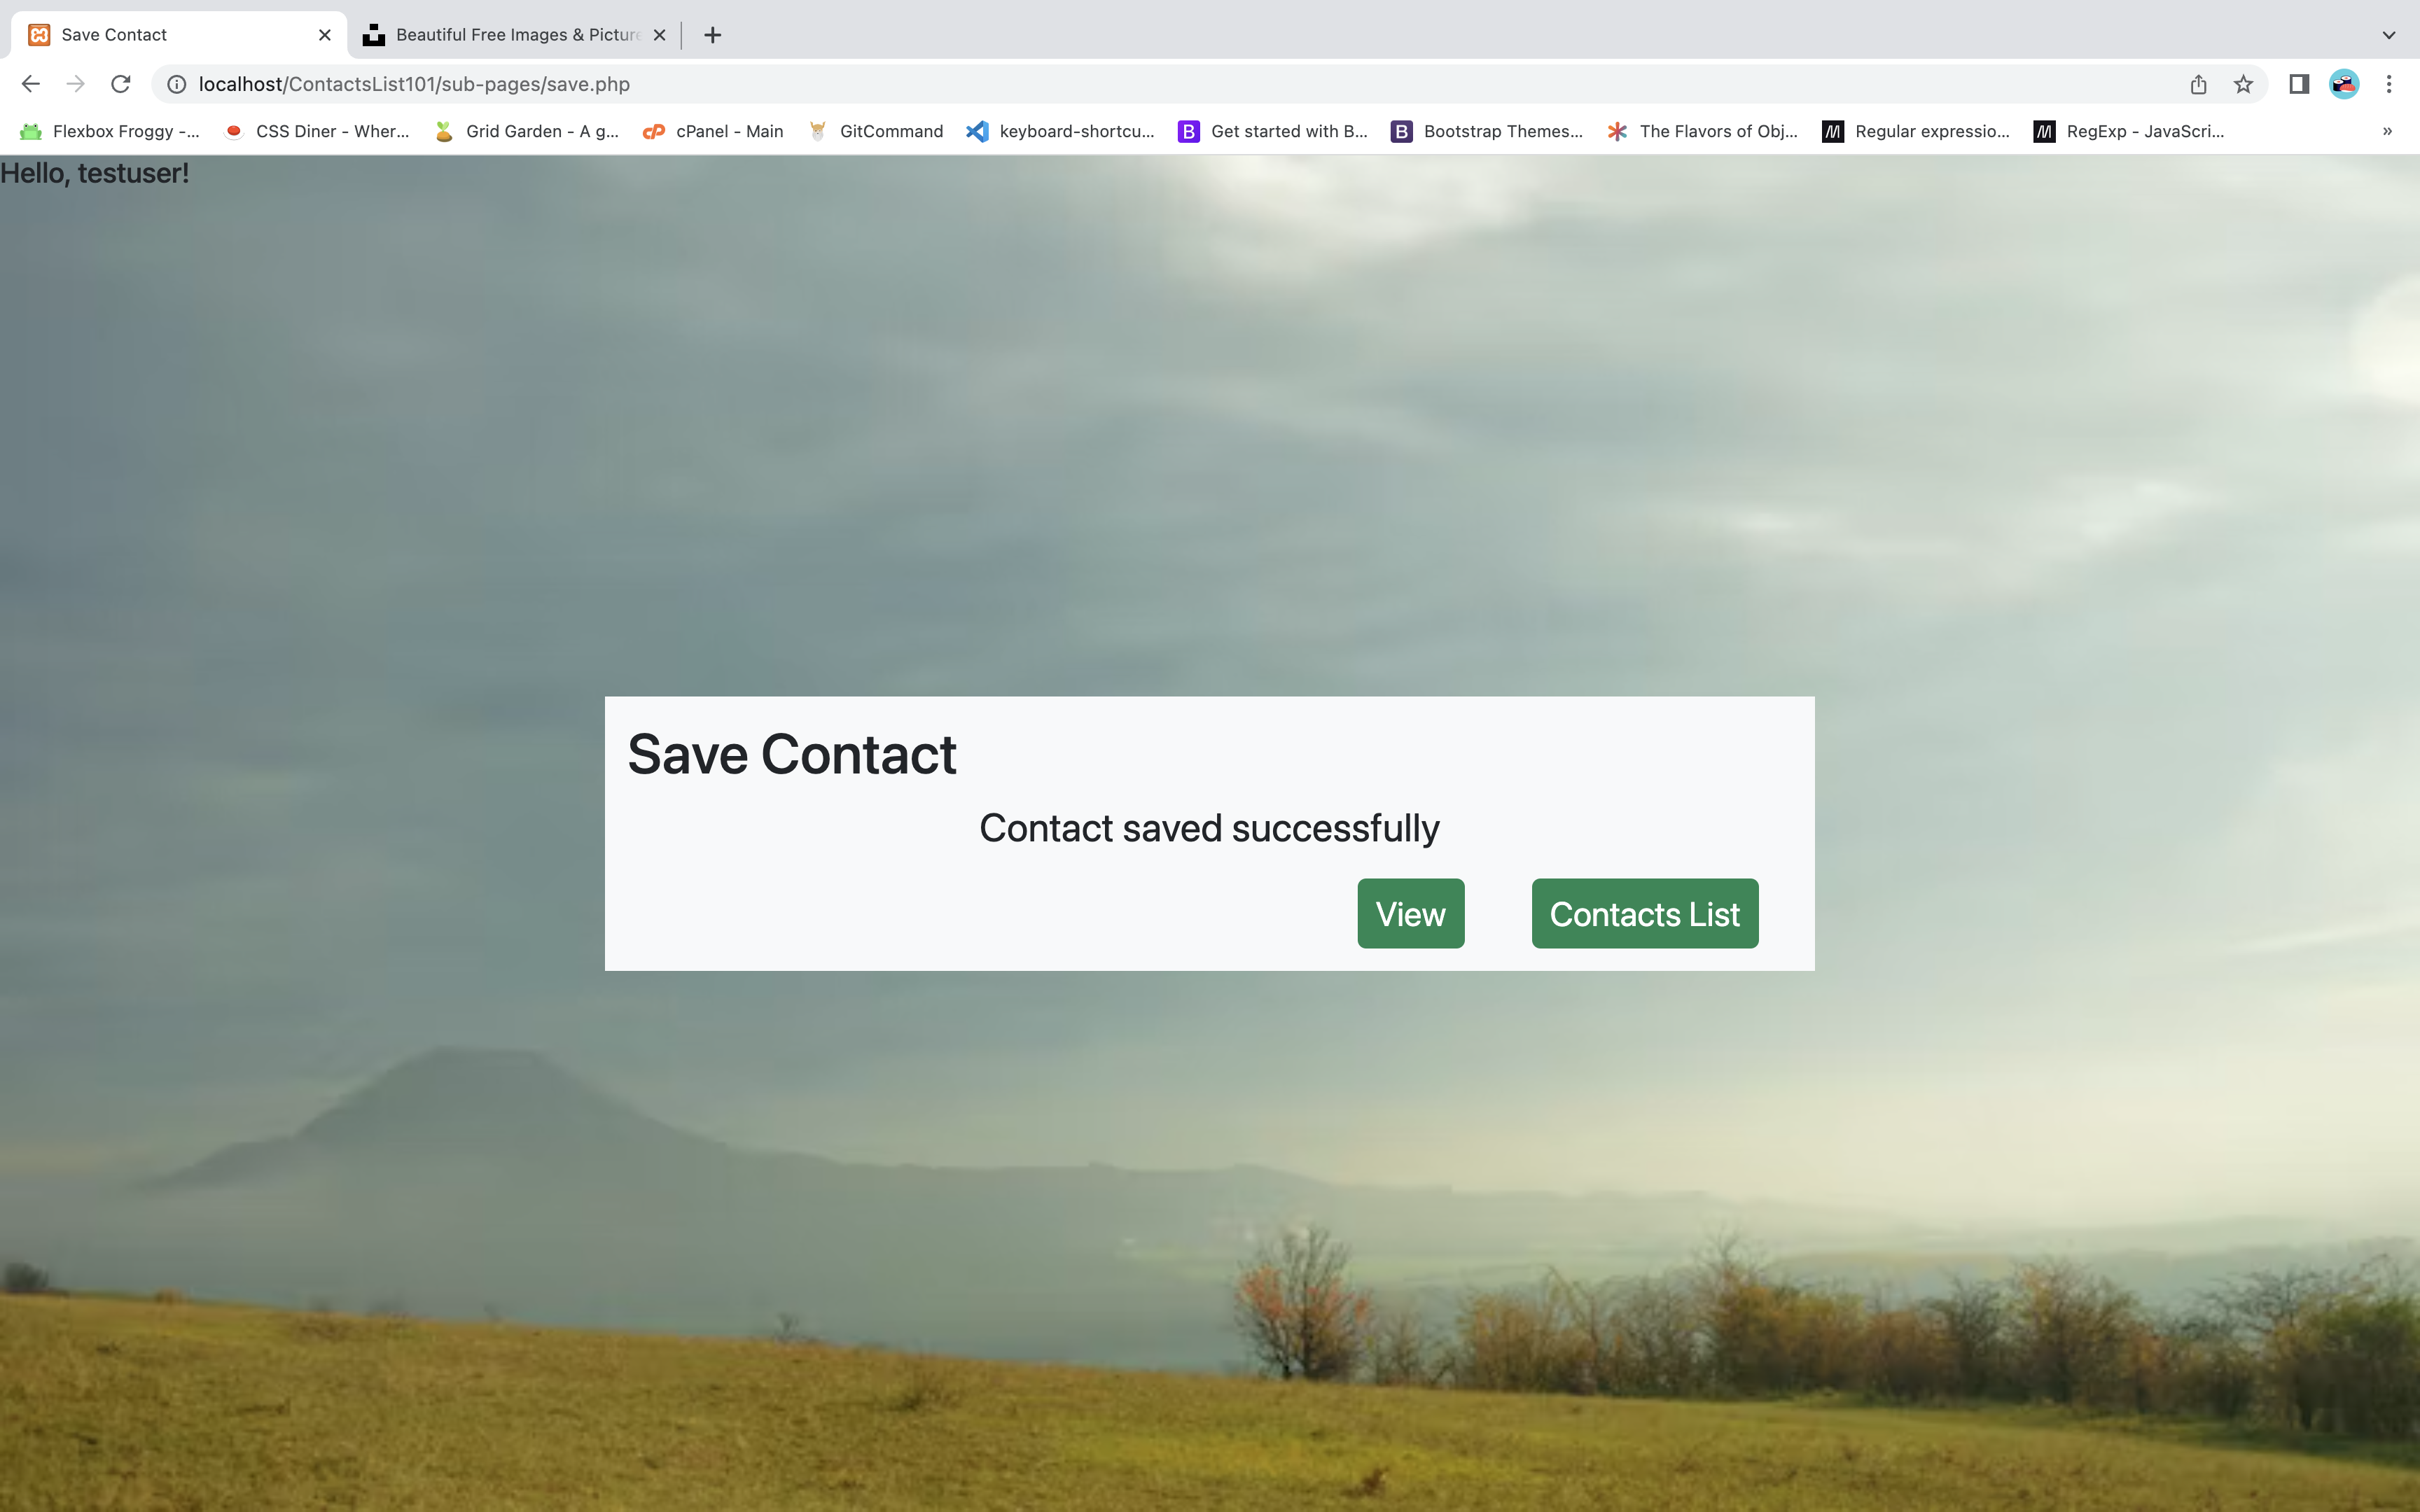 Save Contact
Beautiful Free Images & Picture
localhost/ContactsList101/sub-pages/save.php
Flexbox Froggy -... CSS Diner - Wher... Grid Garden - A g... cPanel - Main GitCommand keyboard-shortcu... Get started with B... Bootstrap Themes... The Flavors of Obj... Regular expressio... RegExp - JavaScri... »
Hello, testuser!
Save Contact
Contact saved successfully
View Contacts List